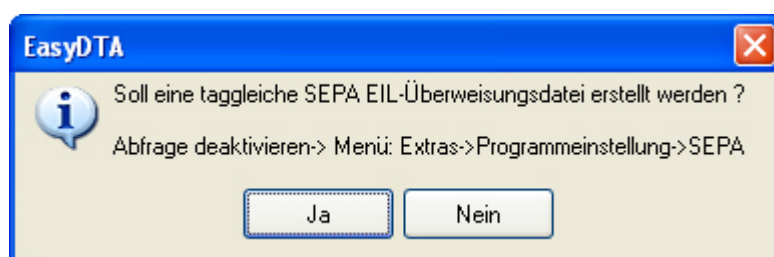 EasyDTA
Soll eine taggleiche SEPA EIL-Überweisungsdatei erstellt werden ?
Abfrage deaktivieren-> Menü: Extras->Programmeinstellung->SEPA
Ja
Nein